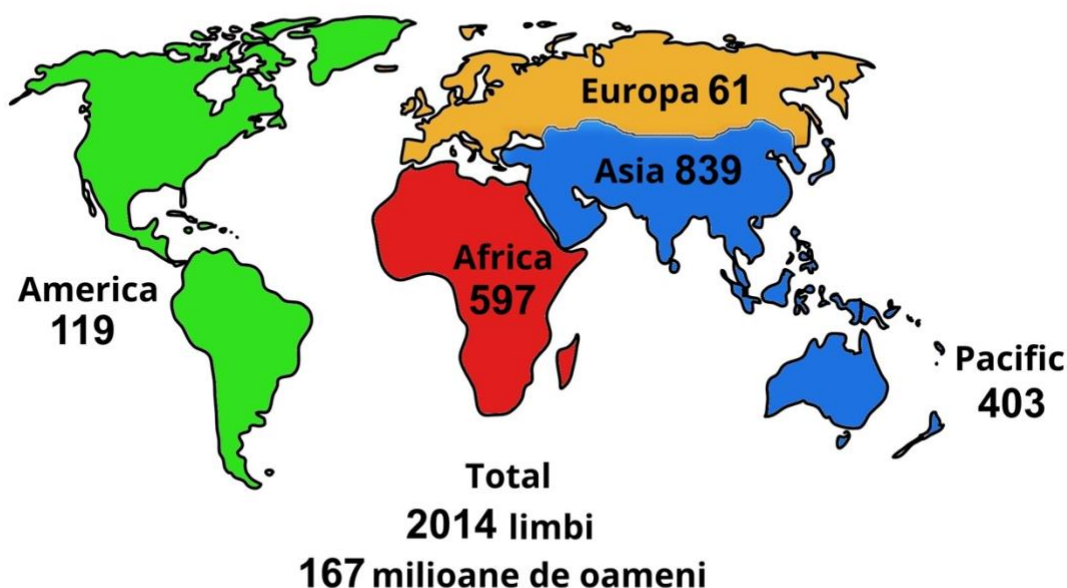 Europa 61
Asia 839
Africa
597
America
119
Pacific
403
Total
2014 limbi
167 milioane de oameni